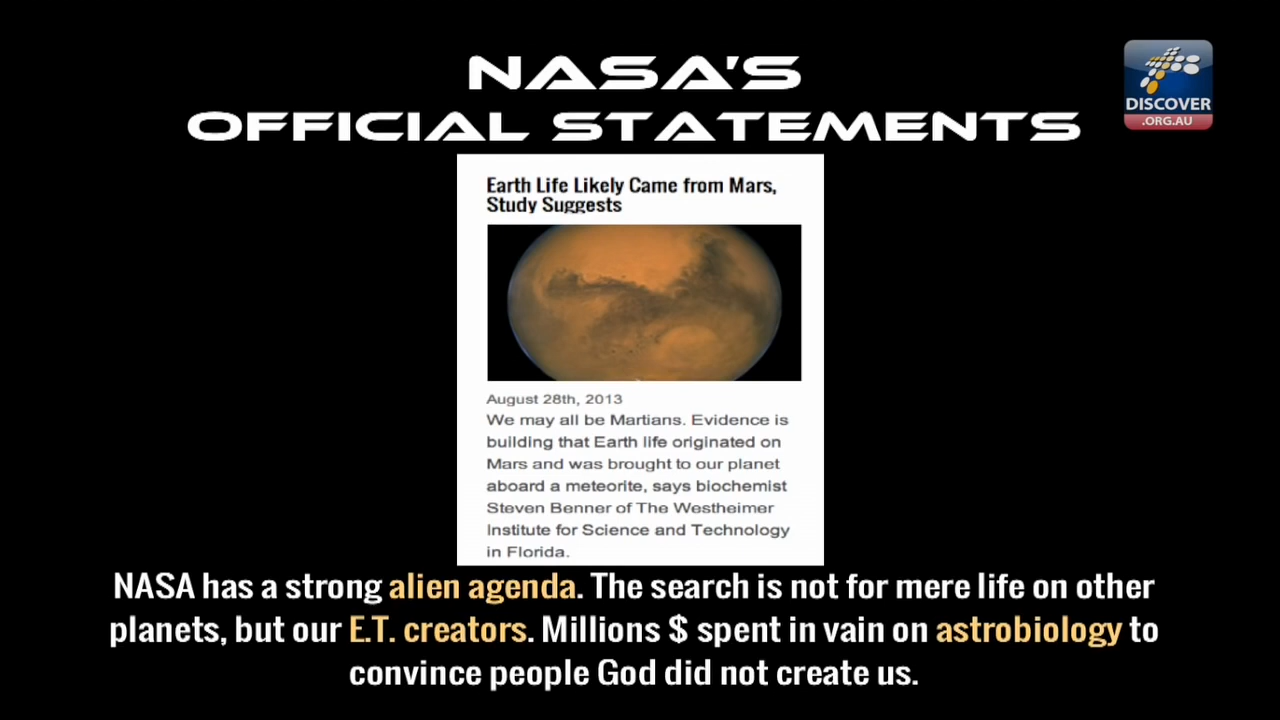 NASA'S
OFFICIAL STATEMENTS
DISCOVER
.ORG.AU
Earth Life Likely Came from Mars,
Study Suggests
August 28th, 2013
We may all be Martians. Evidence is
building that Earth life originated on
Mars and was brought to our planet
aboard a meteorite, says biochemist
Steven Benner of The Westheimer
Institute for Science and Technology
in Florida.
NASA has a strong alien agenda. The search is not for mere life on other
planets, but our E.T. creators. Millions $ spent in vain on astrobiology to
convince people God did not create us.